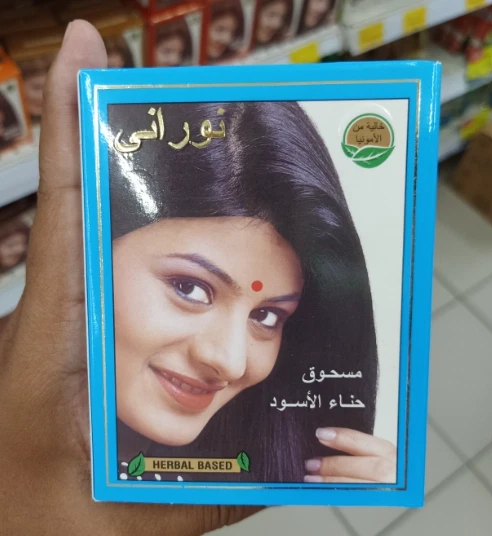 نوراني
خالية من
الأمونيا
مسحوق
حناء الأسود
HERBAL BASED